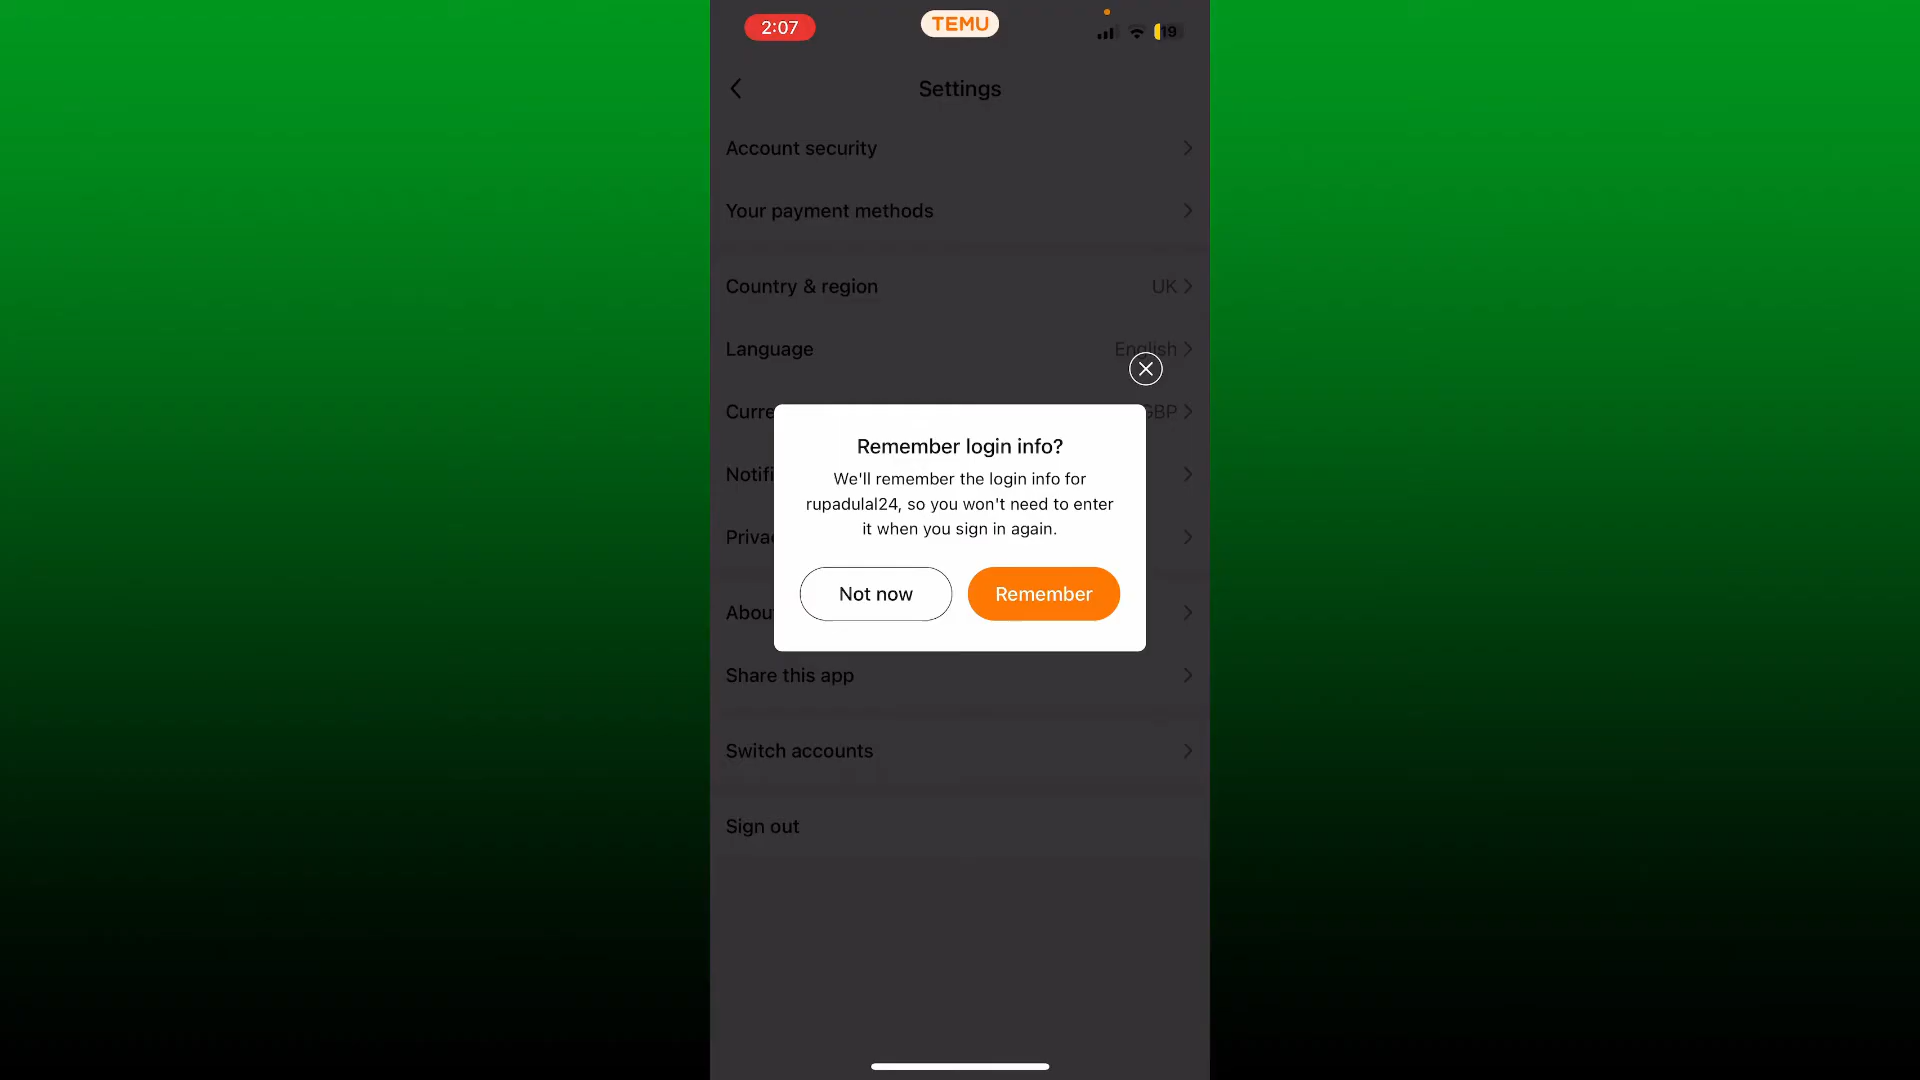 2:07
TEMU
19
Settings
Account security
Your payment methods
Country & region UK
Language English
Curre GBP
Notifi
Priva
Remember login info?
We'll remember the login info for
rupadulal24, so you won't need to enter
it when you sign in again.
Not now Remember
Abou
Share this app
Switch accounts
Sign out